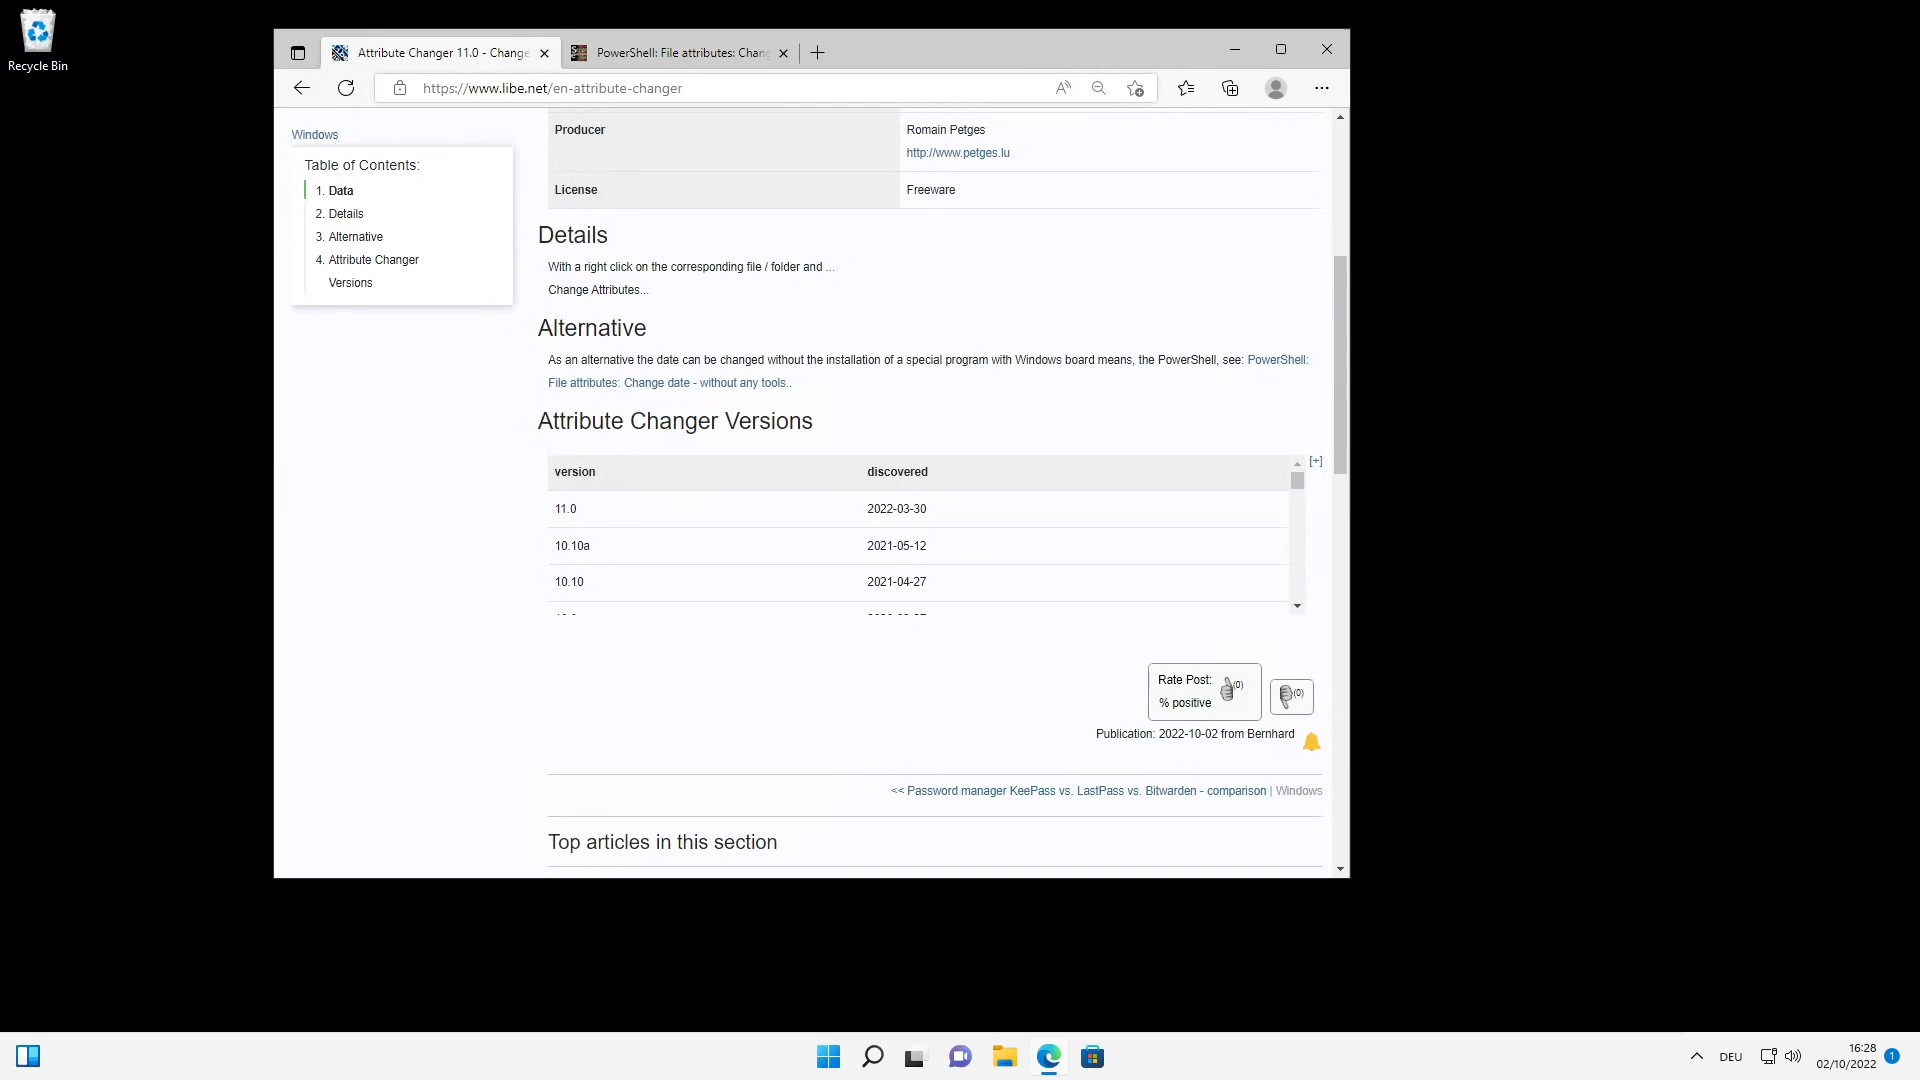 Recycle Bin
Attribute Changer 11.0 - Change
PowerShell: File attributes: Chang
https://www.libe.net/en-attribute-changer
Windows
Table of Contents:
1. Data
2. Details
3. Alternative
4. Attribute Changer
Versions
Producer
Romain Petges
http://www.petges.lu
License
Freeware
Details
With a right click on the corresponding file / folder and ...
Change Attributes...
Alternative
As an alternative the date can be changed without the installation of a special program with Windows board means, the PowerShell, see: PowerShell:
File attributes: Change date - without any tools..
Attribute Changer Versions
[+]
version discovered
11.0 2022-03-30
10.10a 2021-05-12
10.10 2021-04-27
Rate Post: (0)
% positive
(0)
Publication: 2022-10-02 from Bernhard
<< Password manager KeePass vs. LastPass vs. Bitwarden - comparison | Windows
Top articles in this section
DEU
16:28
02/10/2022
1